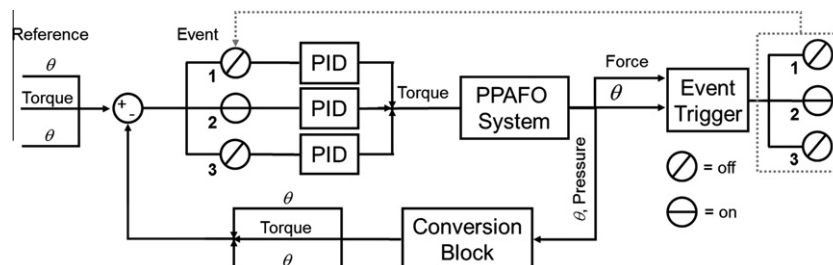 Reference
θ
Torque
θ
+
-
Event
1
2
3
PID
PID
PID
Torque
PPAFO
System
Force
θ
Event
Trigger
1
2
3
= off
= on
θ, Pressure
Conversion
Block
θ
Torque
θ